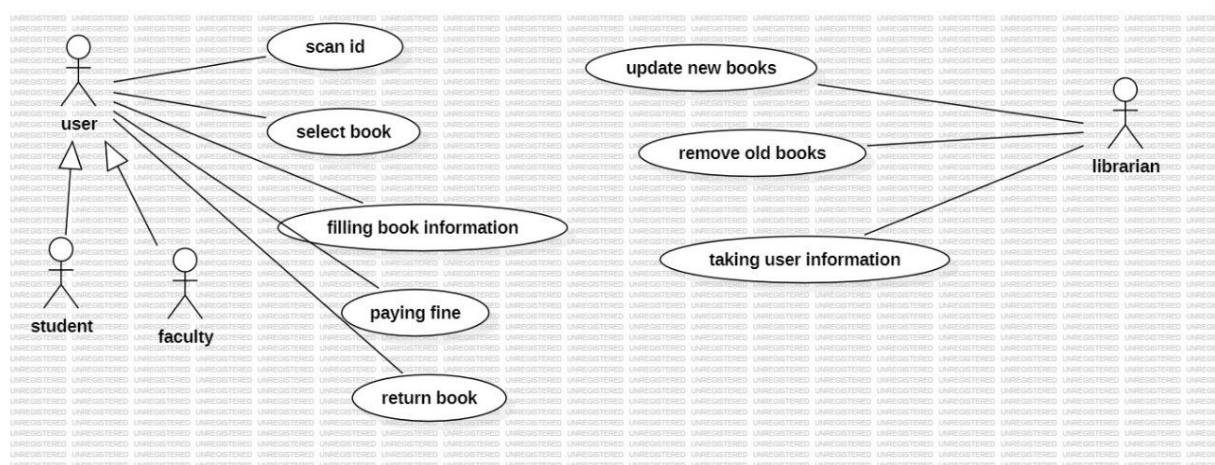 scan id
update new books
user
select book
remove old books
librarian
filling book information
taking user information
student
faculty
paying fine
return book
UNREGISTERED